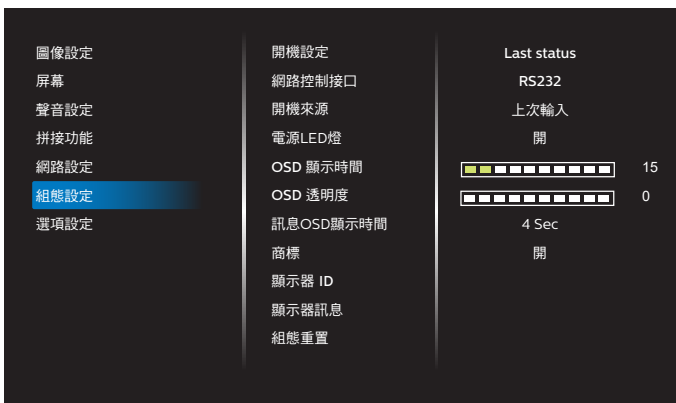 圖像設定 開機設定 Last status
屏幕 網路控制接口 RS232
聲音設定 開機來源 上次輸入
拼接功能 電源LED燈 開
網路設定 OSD 顯示時間 15
組態設定 OSD 透明度 0
選項設定 訊息OSD顯示時間 4 Sec
商標 開
顯示器 ID
顯示器訊息
組態重置